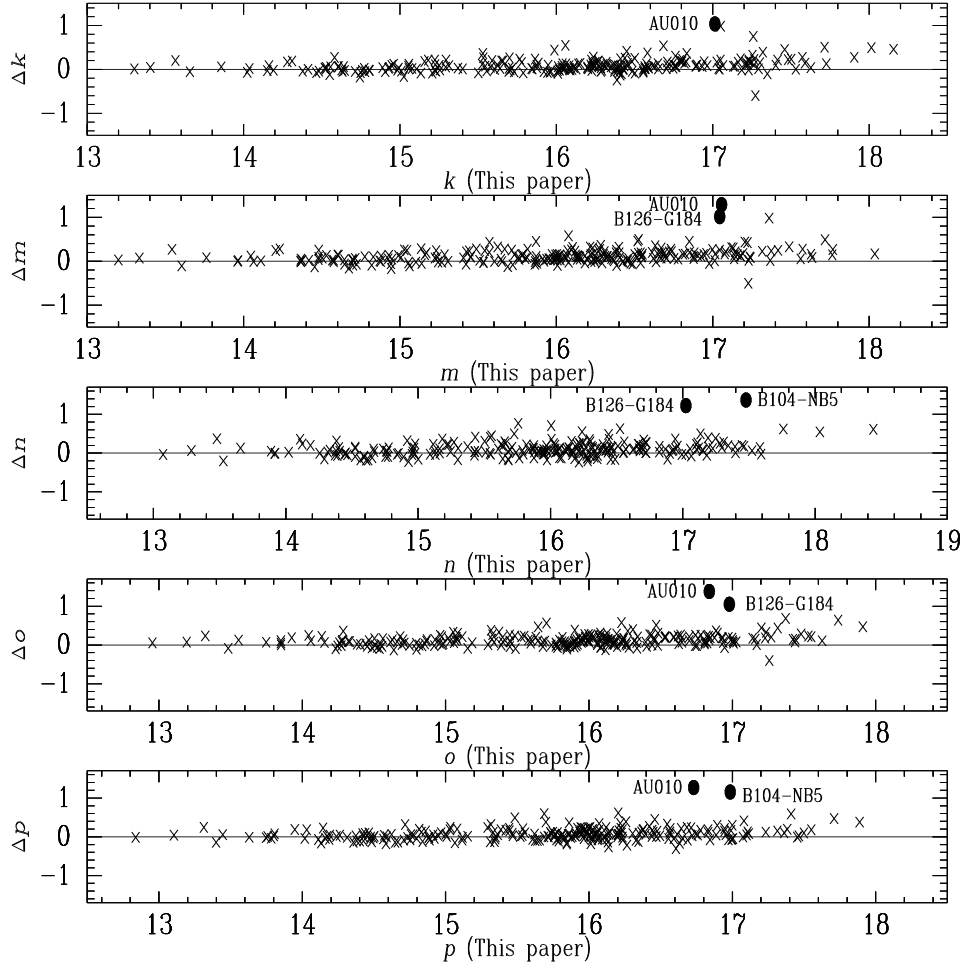 Δk
1
0
−1
AU010
13 14 15 16 17 18
k (This paper)
Δm
1
0
−1
AU010
B126−G184
13 14 15 16 17 18
m (This paper)
Δn
1
0
−1
B126−G184 B104−NB5
13 14 15 16 17 18 19
n (This paper)
Δo
1
0
−1
AU010
B126−G184
13 14 15 16 17 18
o (This paper)
Δp
1
0
−1
AU010
B104−NB5
13 14 15 16 17 18
p (This paper)